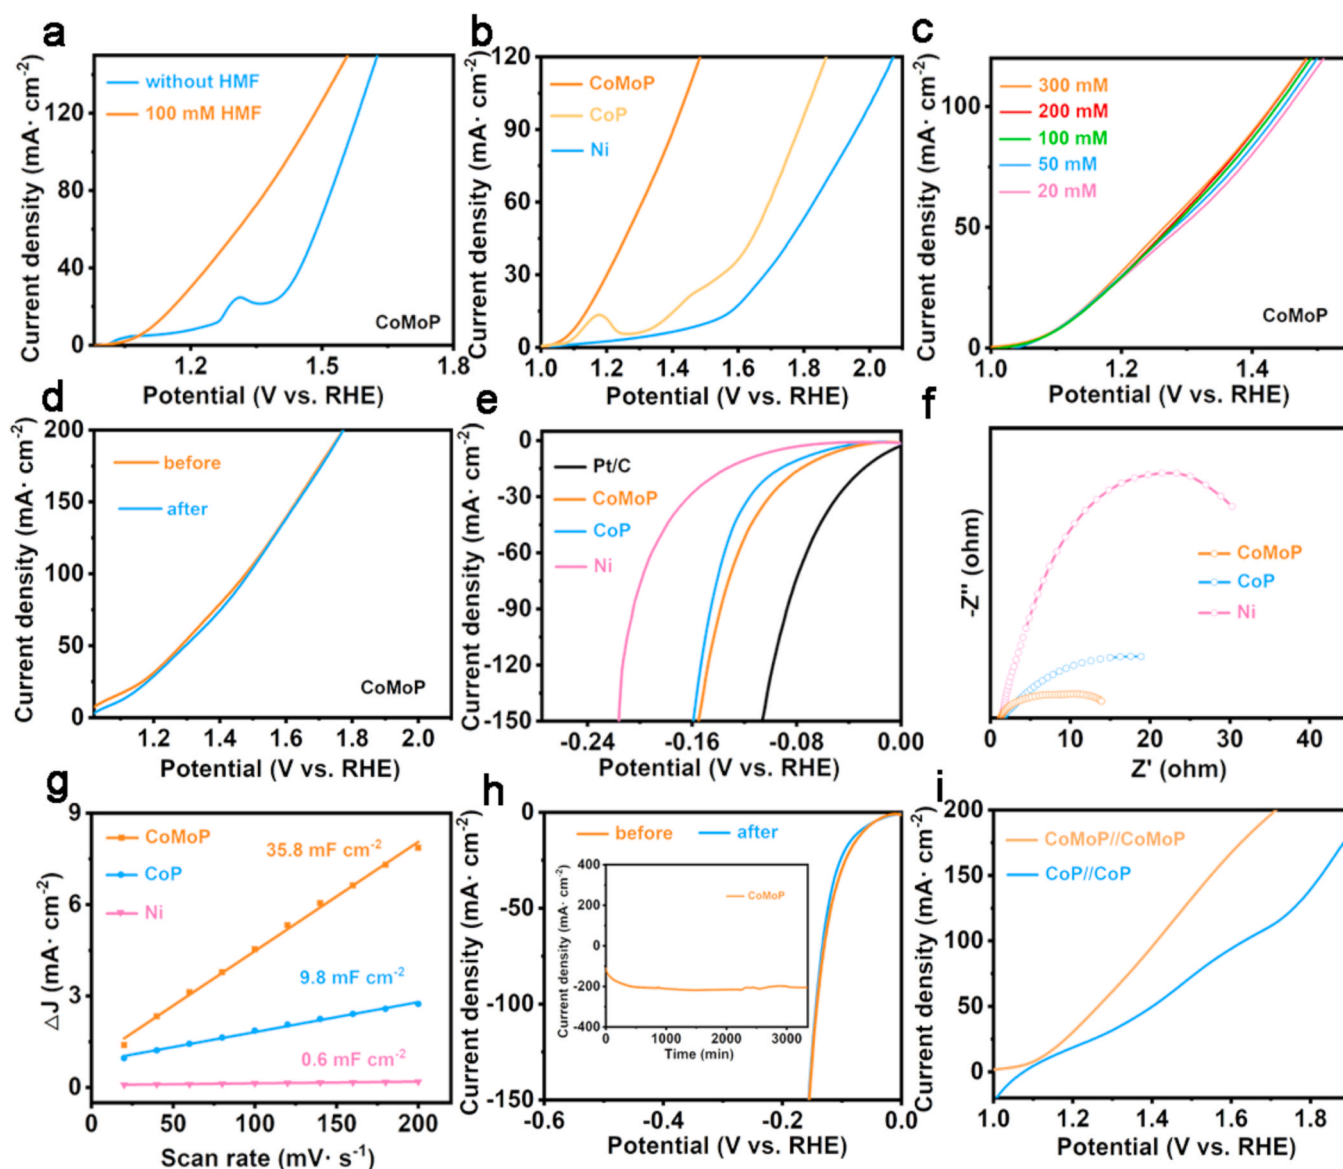 a
Current density (mA· cm⁻²)
120
80
40
0
without HMF
100 mM HMF
CoMoP
1.2
1.5
1.8
Potential (V vs. RHE)
b
Current density (mA· cm⁻²)
120
90
60
30
0
CoMoP
CoP
Ni
1.0
1.2
1.4
1.6
1.8
2.0
Potential (V vs. RHE)
c
Current density (mA· cm⁻²)
100
50
0
300 mM
200 mM
100 mM
50 mM
20 mM
CoMoP
1.0
1.2
1.4
Potential (V vs. RHE)
d
Current density (mA· cm⁻²)
200
150
100
50
0
before
after
CoMoP
1.2
1.4
1.6
1.8
2.0
Potential (V vs. RHE)
e
Current density (mA· cm⁻²)
0
-30
-60
-90
-120
-150
Pt/C
CoMoP
CoP
Ni
-0.24
-0.16
-0.08
0.00
Potential (V vs. RHE)
f
-Z'' (ohm)
CoMoP
CoP
Ni
0
10
20
30
40
Z' (ohm)
g
ΔJ (mA· cm⁻²)
9
6
3
0
CoMoP
CoP
Ni
35.8 mF cm⁻²
9.8 mF cm⁻²
0.6 mF cm⁻²
0
40
80
120
160
200
Scan rate (mV· s⁻¹)
h
Current density (mA· cm⁻²)
0
-50
-100
-150
before
after
Current density (mA· cm⁻²)
400
200
0
-200
-400
CoMoP
0
1000
2000
3000
Time (min)
-0.6
-0.4
-0.2
0.0
Potential (V vs. RHE)
i
Current density (mA· cm⁻²)
200
150
100
50
0
CoMoP//CoMoP
CoP//CoP
1.0
1.2
1.4
1.6
1.8
Potential (V vs. RHE)